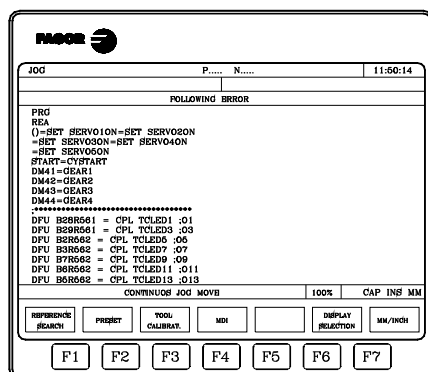 FAGOR
JOG P..... N..... 11:50:14
FOLLOWING ERROR
PRG
REA
()=SET SERVO1ON=SET SERVO2ON
=SET SERVO3ON=SET SERVO4ON
=SET SERVO5ON
START=CYSTART
DM41=GEAR1
DM42=GEAR2
DM43=GEAR3
DM44=GEAR4
;************************************
DFU B28R561 = CPL TCLED1 ;01
DFU B29R561 = CPL TCLED3 ;03
DFU B2R562 = CPL TCLED5 ;05
DFU B3R562 = CPL TCLED7 ;07
DFU B7R562 = CPL TCLED9 ;09
DFU B6R562 = CPL TCLED11 ;011
DFU B5R562 = CPL TCLED13 ;013
CONTINUOS JOG MOVE 100% CAP INS MM
REFERENCE SEARCH
PRESET
TOOL CALIBRAT.
MDI
DISPLAY SELECTION
MM/INCH
F1 F2 F3 F4 F5 F6 F7